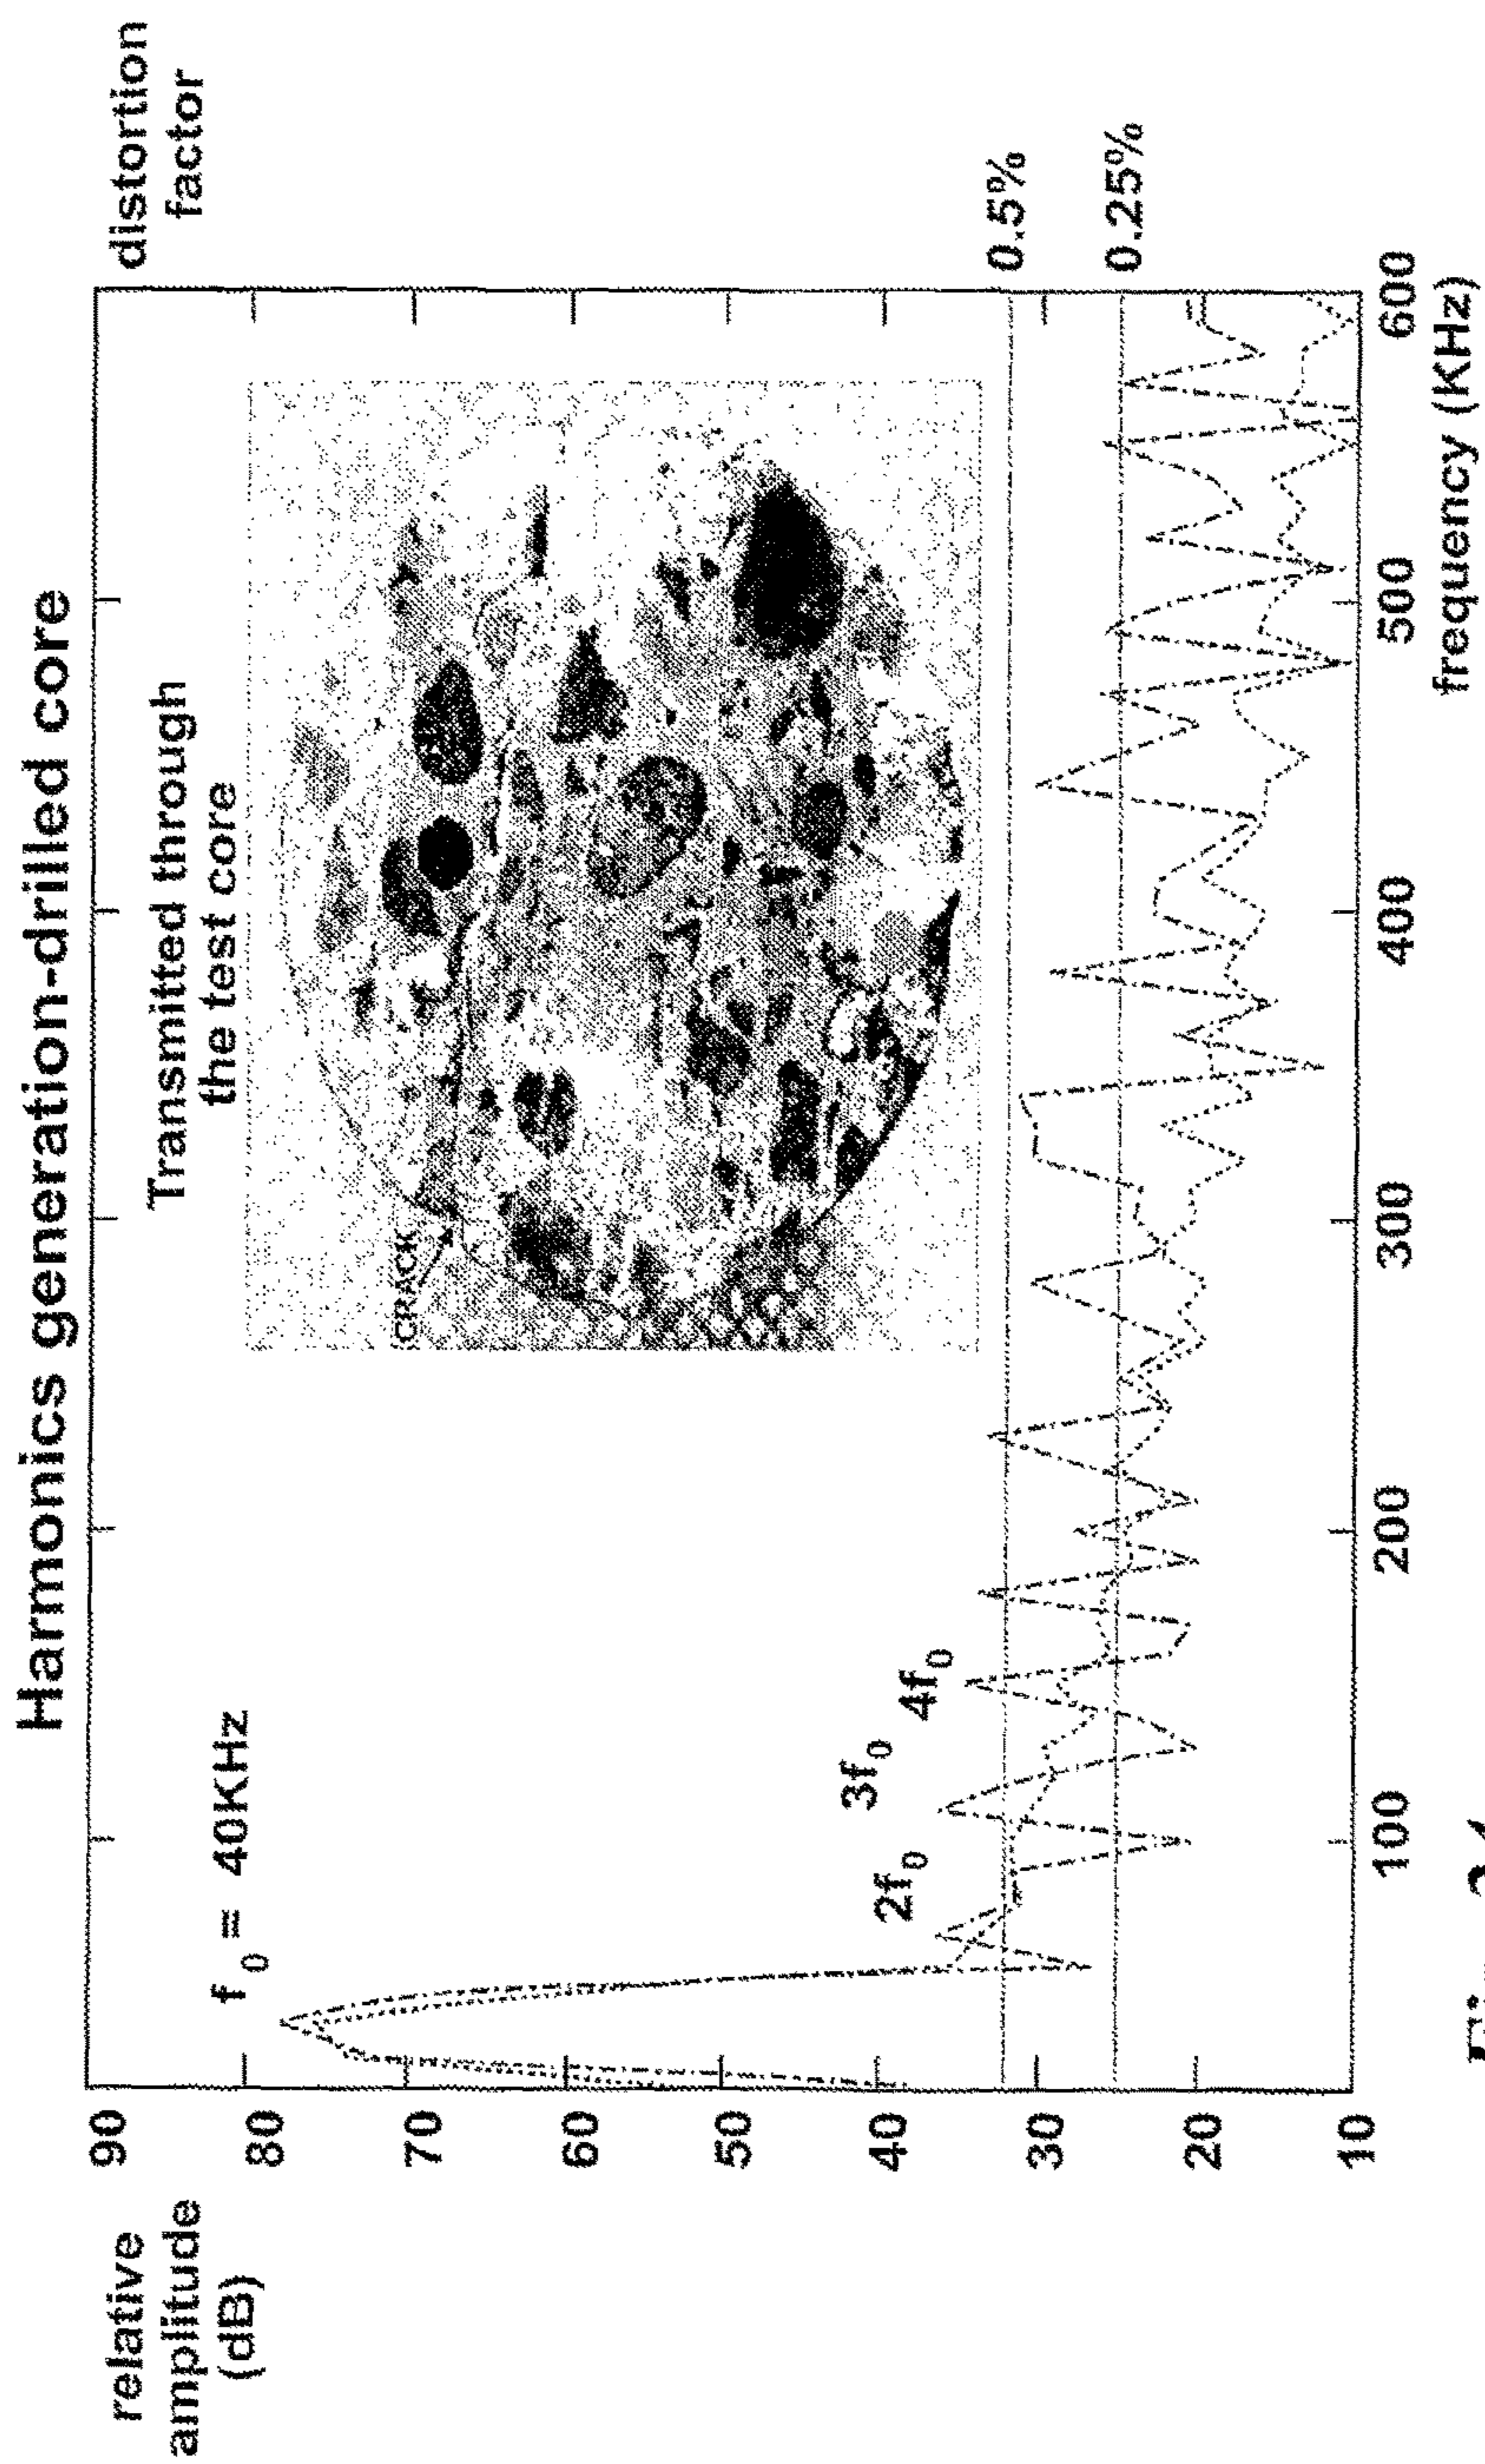 Harmonics generation-drilled core
relative
amplitude
(dB)
distortion
factor
f0 = 40KHz
Transmitted through
the test core
CRACK
2f0
3f0
4f0
0.5%
0.25%
90
80
70
60
50
40
30
20
10
100
200
300
400
500
600
frequency (KHz)